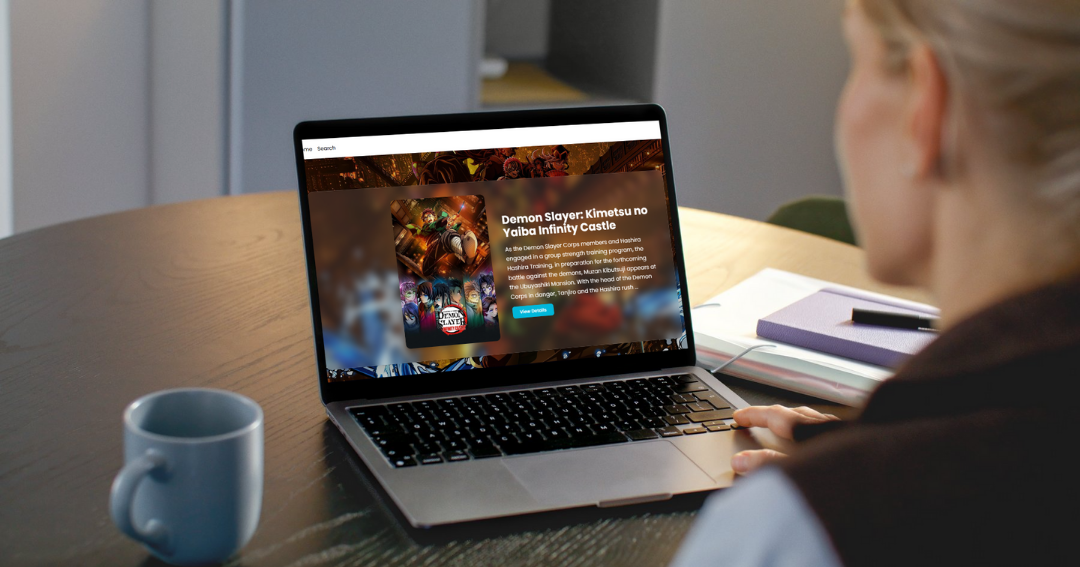 me Search
Demon Slayer: Kimetsu no
Yaiba Infinity Castle
As the Demon Slayer Corps members and Hashira
engaged in a group strength training program, the
Hashira Training, in preparation for the forthcoming
battle against the demons, Muzan Kibutsuji appears at
the Ubuyashiki Mansion. With the head of the Demon
Corps in danger, Tanjiro and the Hashira rush ...
View Details
DEMON
SLAYER